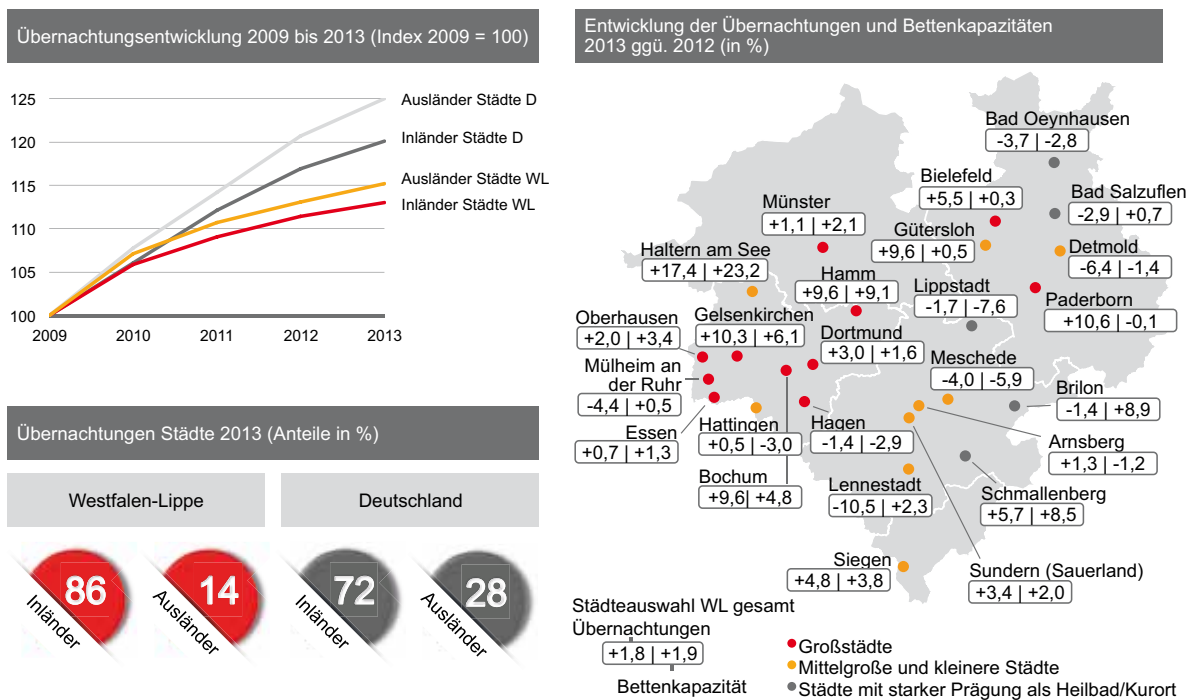 Übernachtungsentwicklung 2009 bis 2013 (Index 2009 = 100)
125
120
115
110
105
100
2009
2010
2011
2012
2013
Ausländer Städte D
Inländer Städte D
Ausländer Städte WL
Inländer Städte WL
Übernachtungen Städte 2013 (Anteile in %)
Westfalen-Lippe
Deutschland
86
Inländer
14
Ausländer
72
Inländer
28
Ausländer
Entwicklung der Übernachtungen und Bettenkapazitäten
2013 ggü. 2012 (in %)
Bad Oeynhausen
-3,7 | -2,8
Bielefeld
+5,5 | +0,3
Bad Salzuflen
-2,9 | +0,7
Münster
+1,1 | +2,1
Gütersloh
+9,6 | +0,5
Detmold
-6,4 | -1,4
Haltern am See
+17,4 | +23,2
Hamm
+9,6 | +9,1
Lippstadt
-1,7 | -7,6
Paderborn
+10,6 | -0,1
Oberhausen
+2,0 | +3,4
Gelsenkirchen
+10,3 | +6,1
Dortmund
+3,0 | +1,6
Mülheim an
der Ruhr
-4,4 | +0,5
Meschede
-4,0 | -5,9
Brilon
-1,4 | +8,9
Essen
+0,7 | +1,3
Hattingen
+0,5 | -3,0
Hagen
-1,4 | -2,9
Arnsberg
+1,3 | -1,2
Bochum
+9,6 | +4,8
Lennestadt
-10,5 | +2,3
Schmallenberg
+5,7 | +8,5
Siegen
+4,8 | +3,8
Sundern (Sauerland)
+3,4 | +2,0
Städteauswahl WL gesamt
Übernachtungen
+1,8 | +1,9
Bettenkapazität
Großstädte
Mittelgroße und kleinere Städte
Städte mit starker Prägung als Heilbad/Kurort